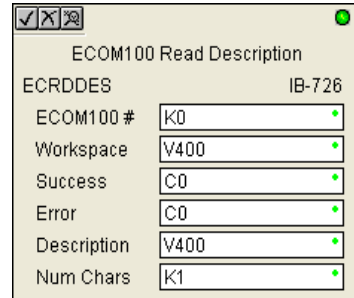 ECOM100 Read Description
ECRDDES IB-726
ECOM100 # K0
Workspace V400
Success C0
Error C0
Description V400
Num Chars K1